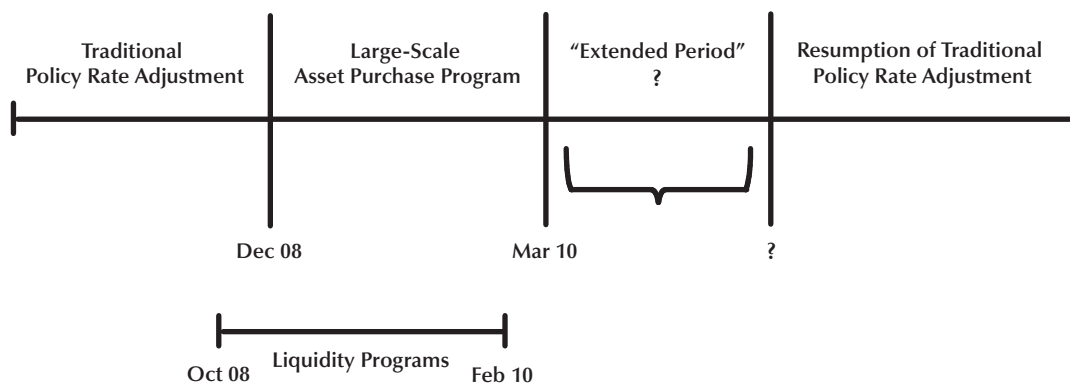 Traditional
Policy Rate Adjustment
Large-Scale
Asset Purchase Program
“Extended Period”
?
Resumption of Traditional
Policy Rate Adjustment
Dec 08
Mar 10
?
Liquidity Programs
Oct 08
Feb 10